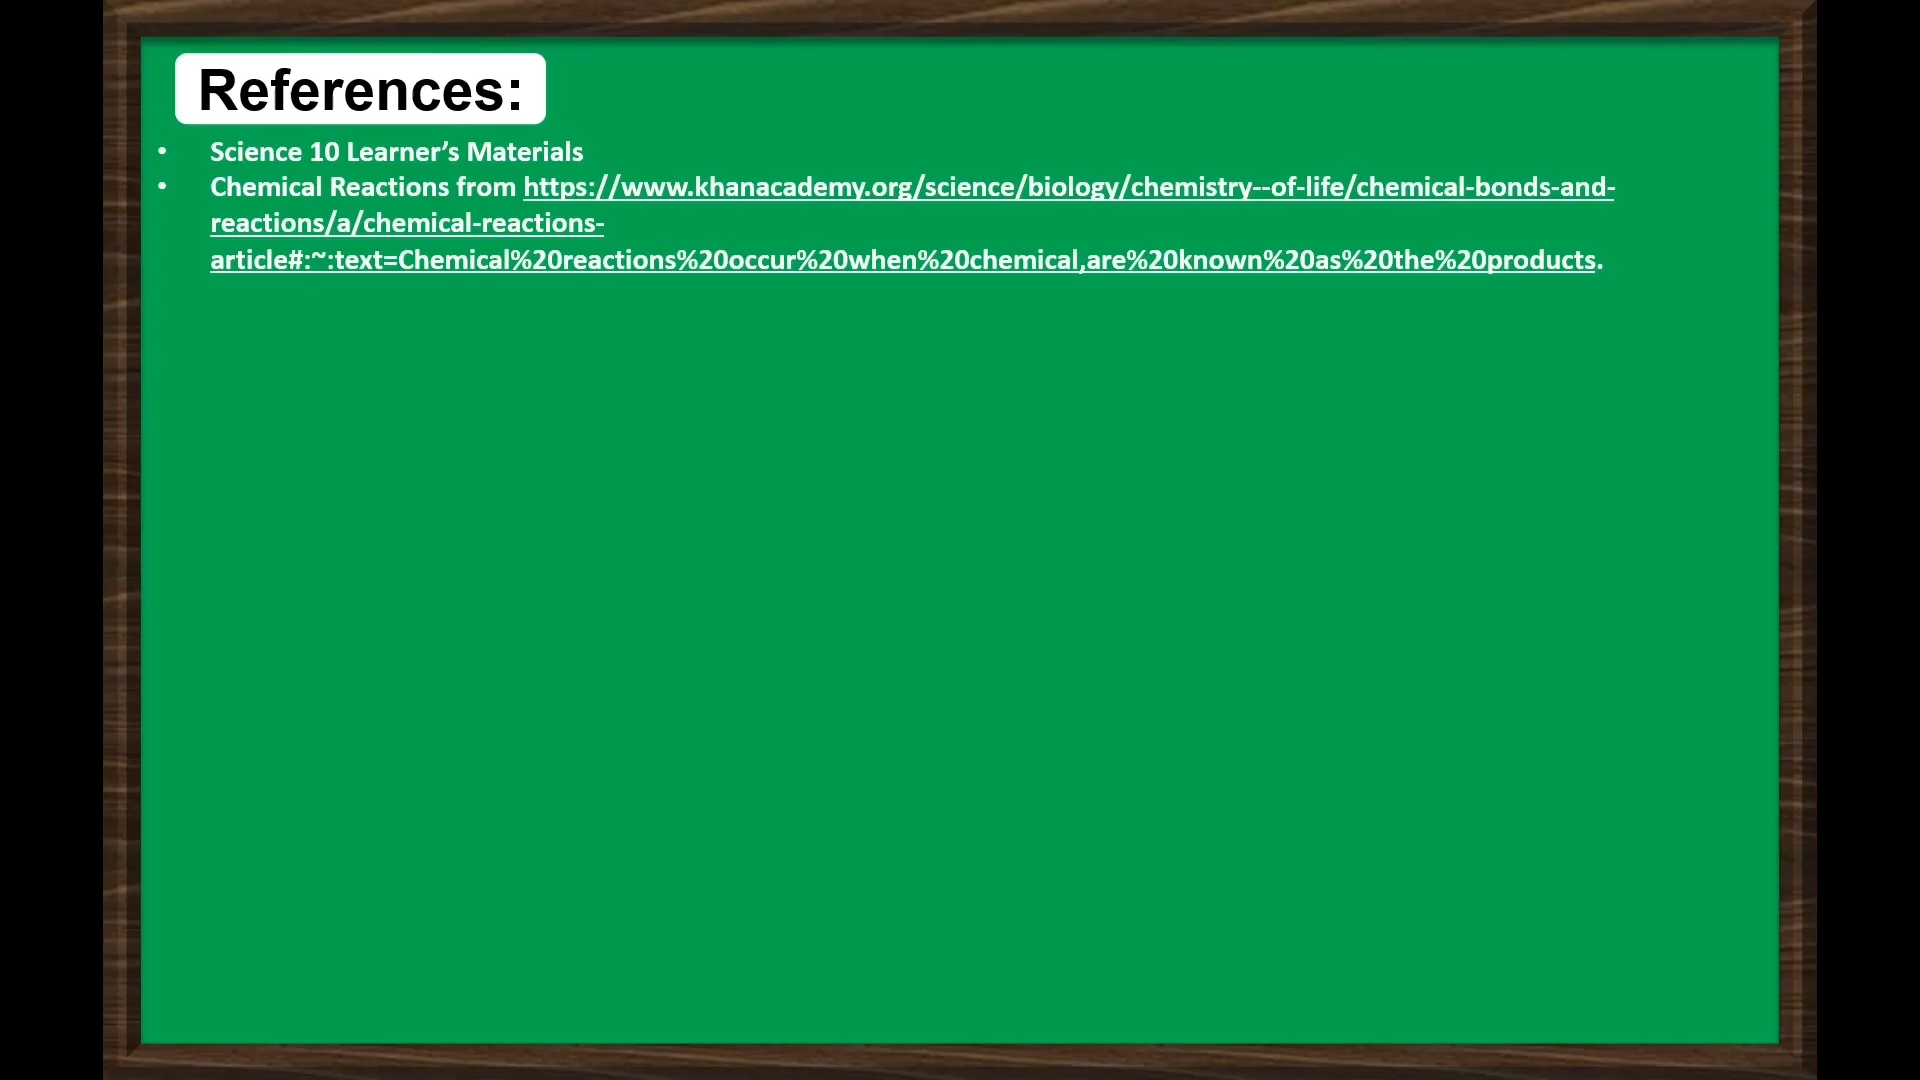 References:
• Science 10 Learner’s Materials
• Chemical Reactions from https://www.khanacademy.org/science/biology/chemistry--of-life/chemical-bonds-and-
reactions/a/chemical-reactions-
article#:~:text=Chemical%20reactions%20occur%20when%20chemical,are%20known%20as%20the%20products.